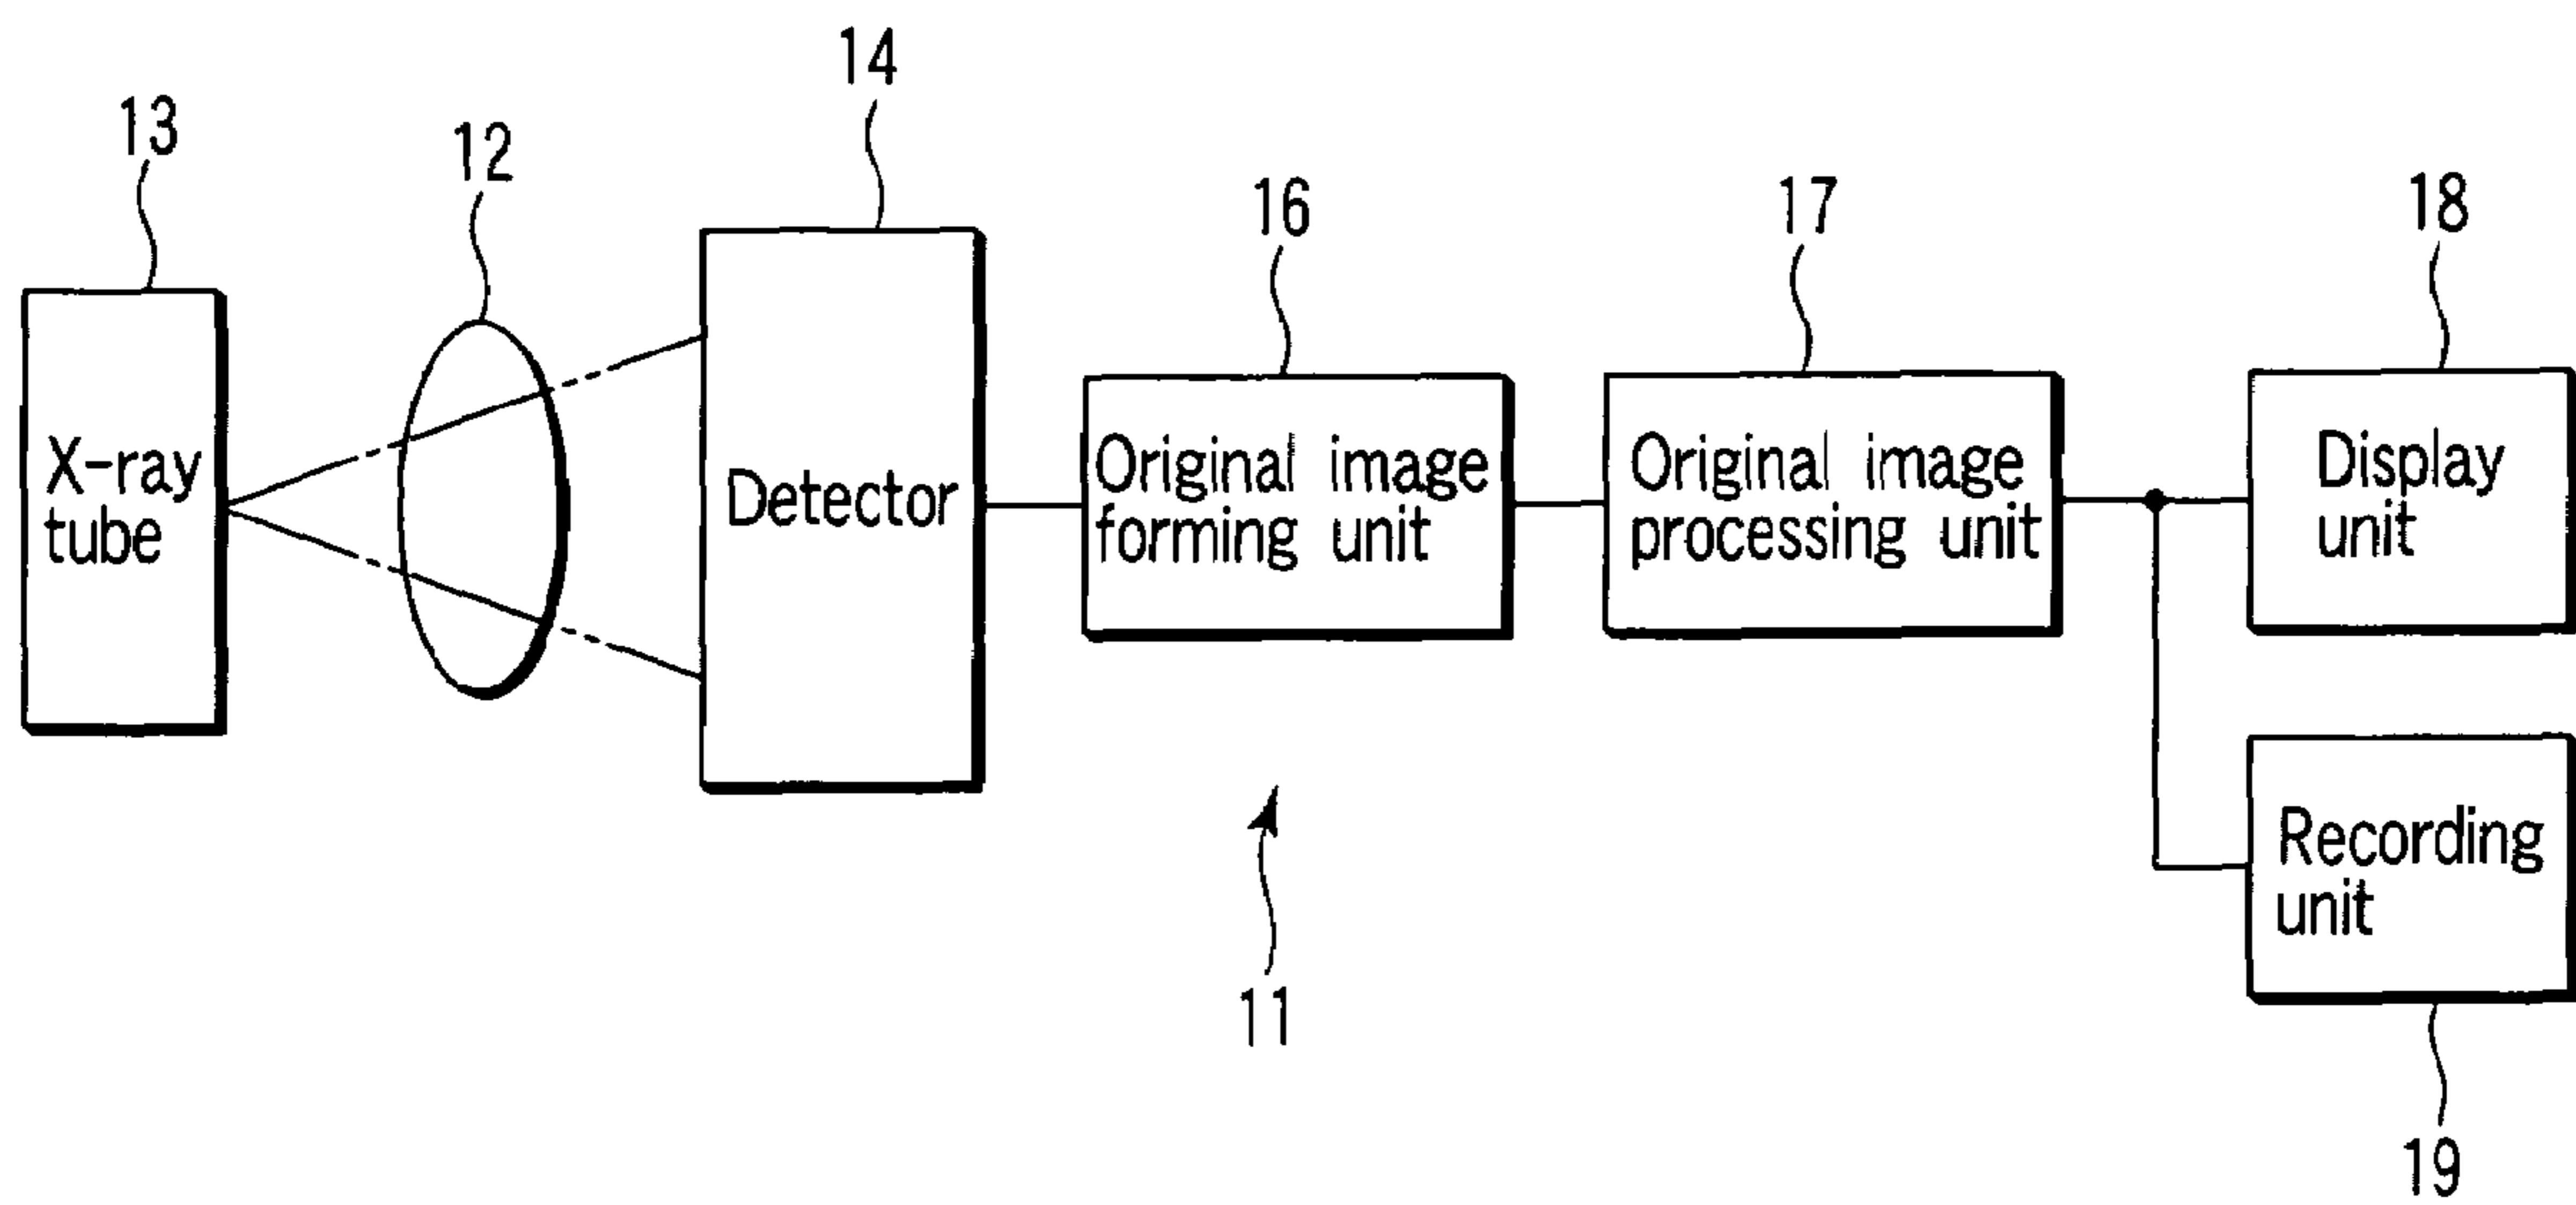 14
13
12
16
17
18
X-ray
tube
Detector
Original image
forming unit
Original image
processing unit
Display
unit
Recording
unit
11
19